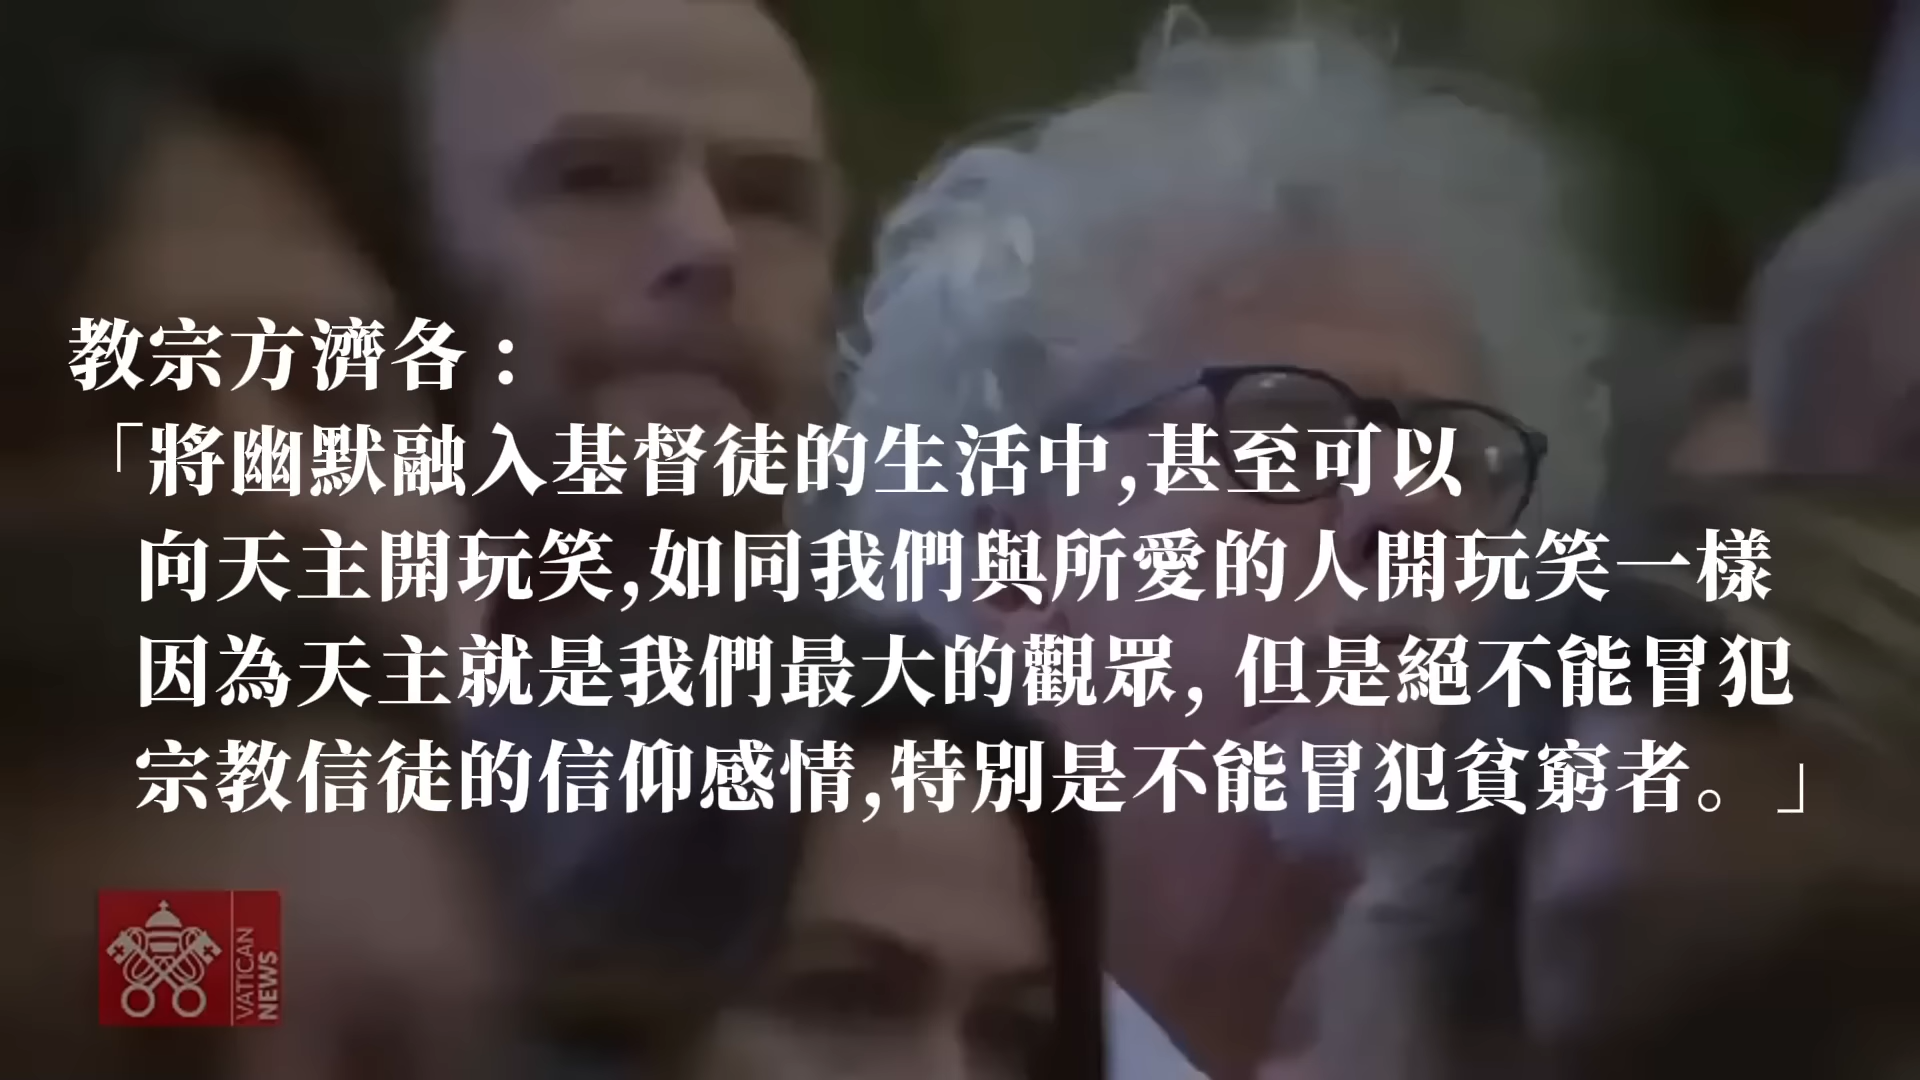 教宗方濟各：
「將幽默融入基督徒的生活中,甚至可以
向天主開玩笑,如同我們與所愛的人開玩笑一樣
因為天主就是我們最大的觀眾, 但是絕不能冒犯
宗教信徒的信仰感情,特別是不能冒犯貧窮者。」
VATICAN
NEWS